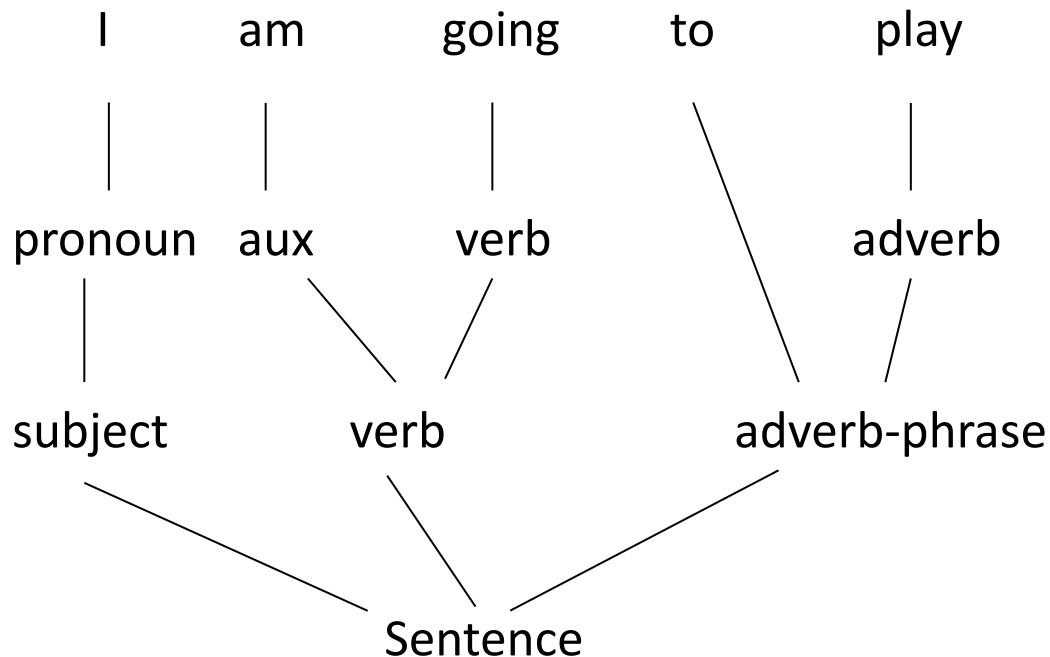 I am going to play
pronoun aux verb adverb
subject verb adverb-phrase
Sentence